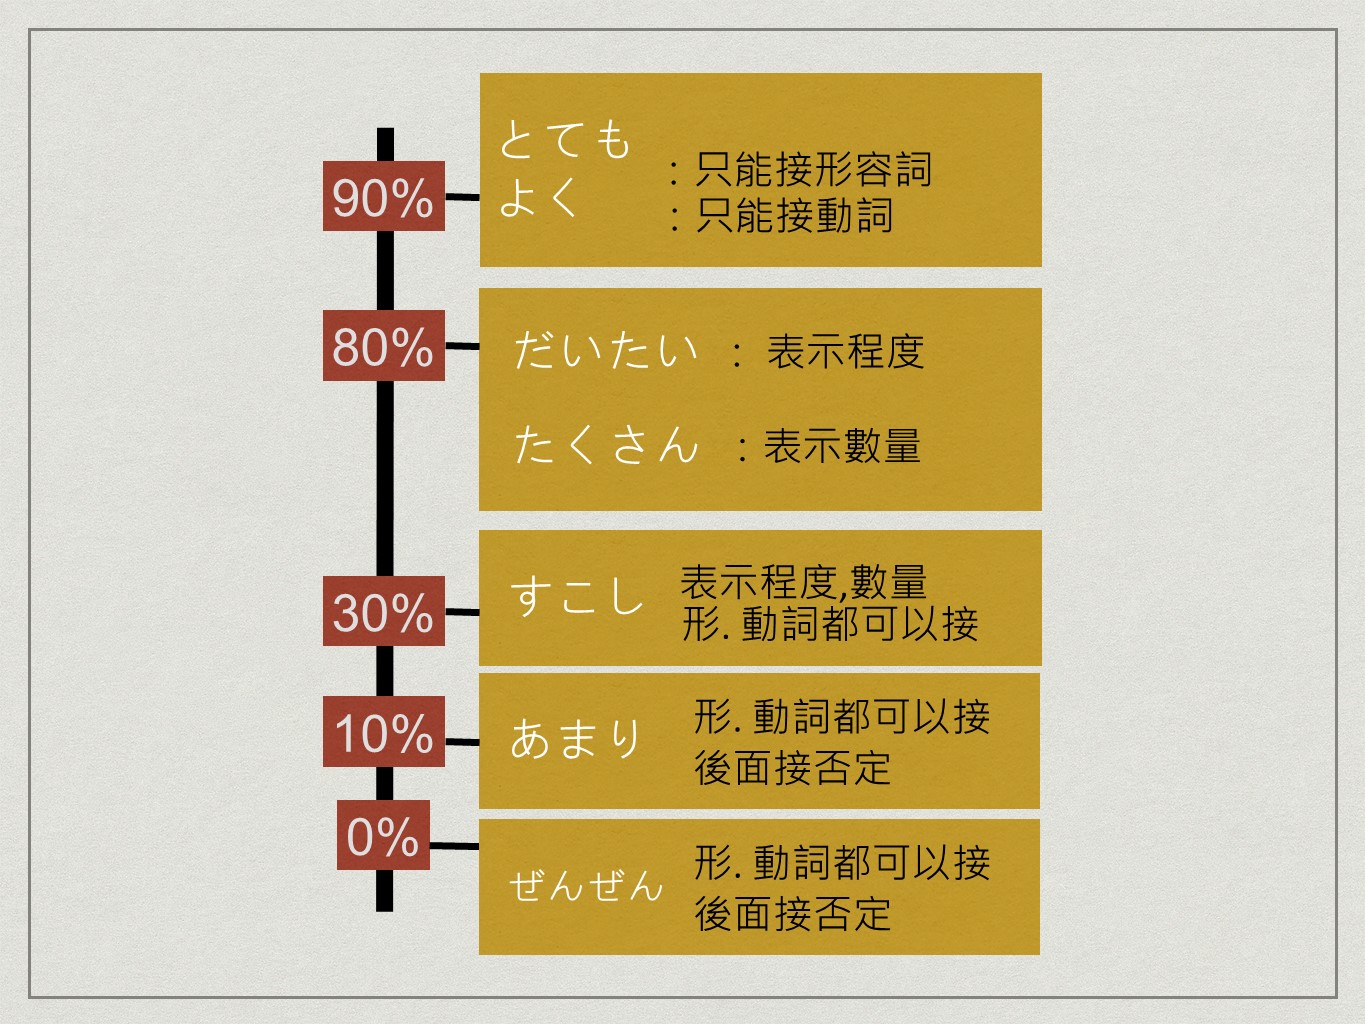 90%
とても : 只能接形容詞
よく : 只能接動詞
80%
だいたい : 表示程度
たくさん : 表示數量
30%
すこし 表示程度,數量
形. 動詞都可以接
10%
あまり 形. 動詞都可以接
後面接否定
0%
ぜんぜん 形. 動詞都可以接
後面接否定